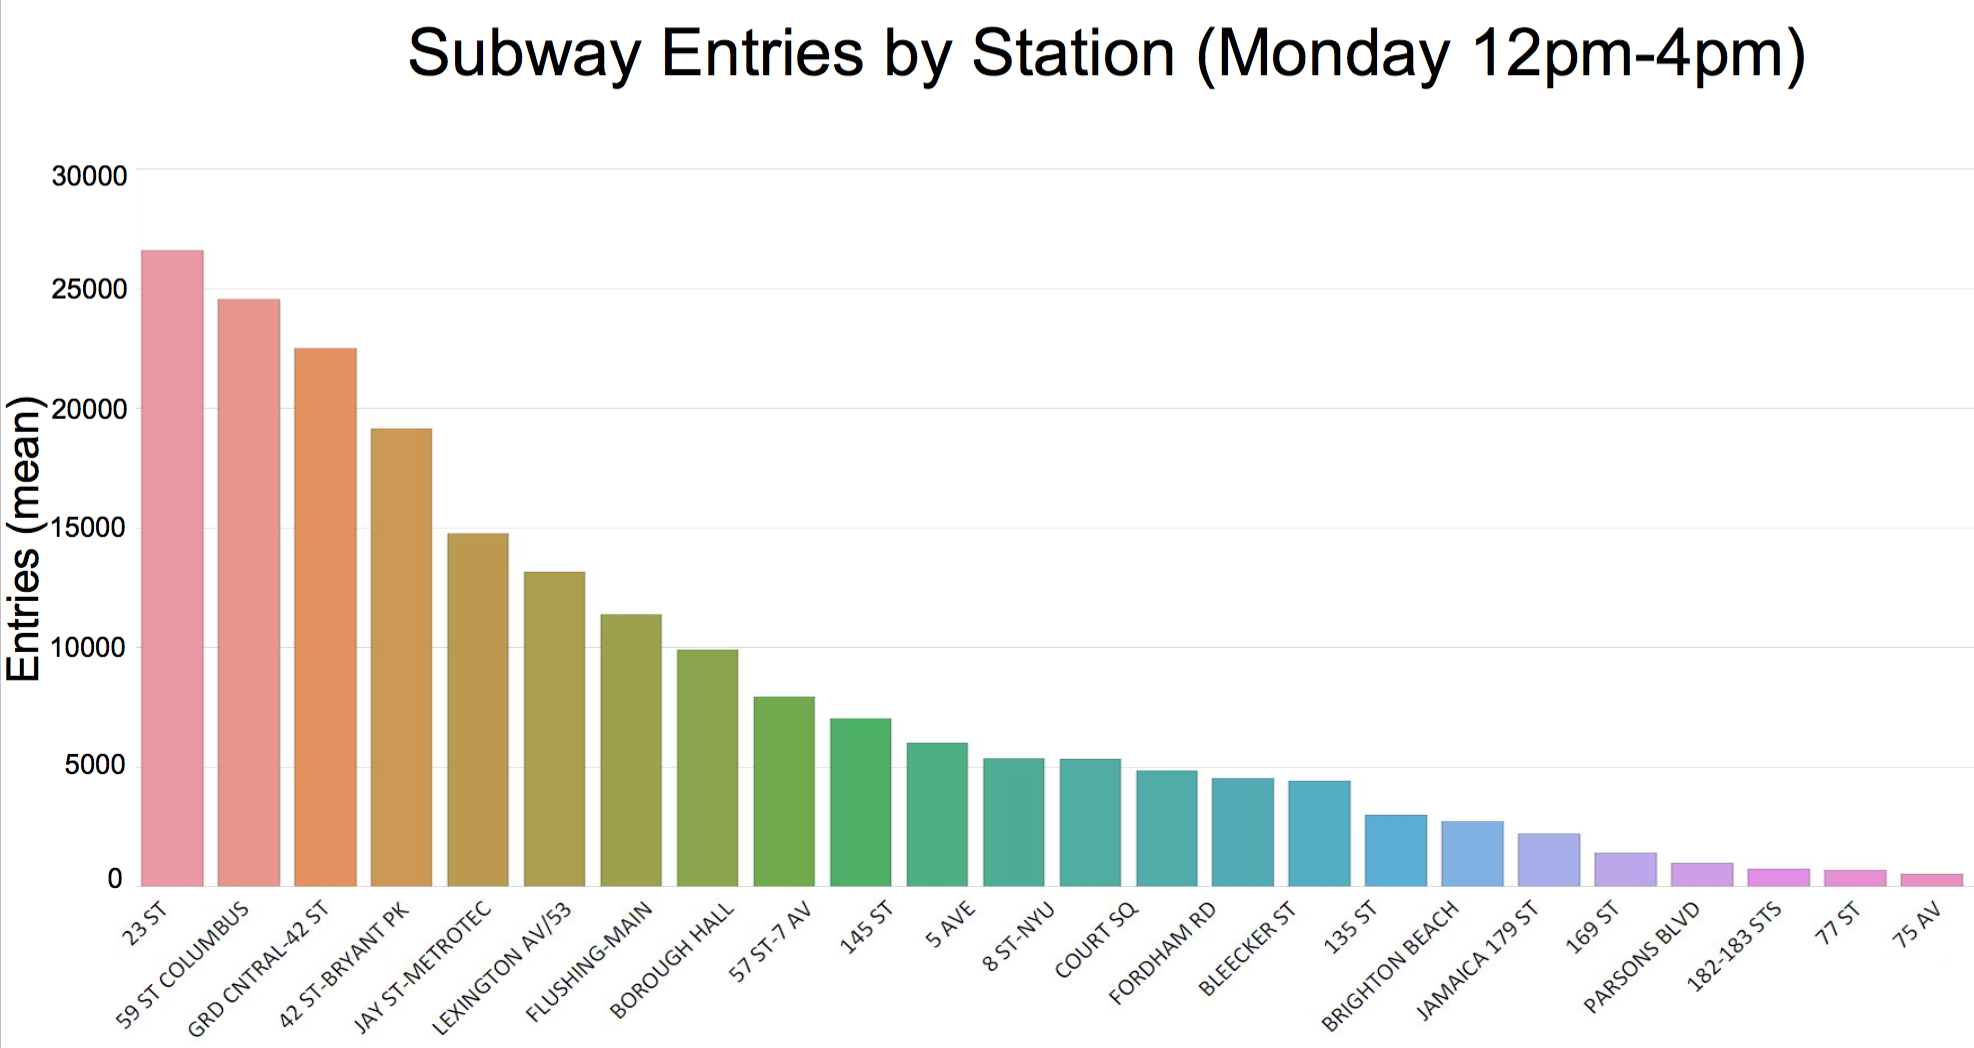 Subway Entries by Station (Monday 12pm-4pm)
Entries (mean)
30000
25000
20000
15000
10000
5000
0
23 ST
59 ST COLUMBUS
GRD CNTRAL-42 ST
42 ST-BRYANT PK
JAY ST-METROTEC
LEXINGTON AV/53
FLUSHING-MAIN
BOROUGH HALL
57 ST-7 AV
145 ST
5 AVE
8 ST-NYU
COURT SQ
FORDHAM RD
BLEECKER ST
135 ST
BRIGHTON BEACH
JAMAICA 179 ST
169 ST
PARSONS BLVD
182-183 STS
77 ST
75 AV